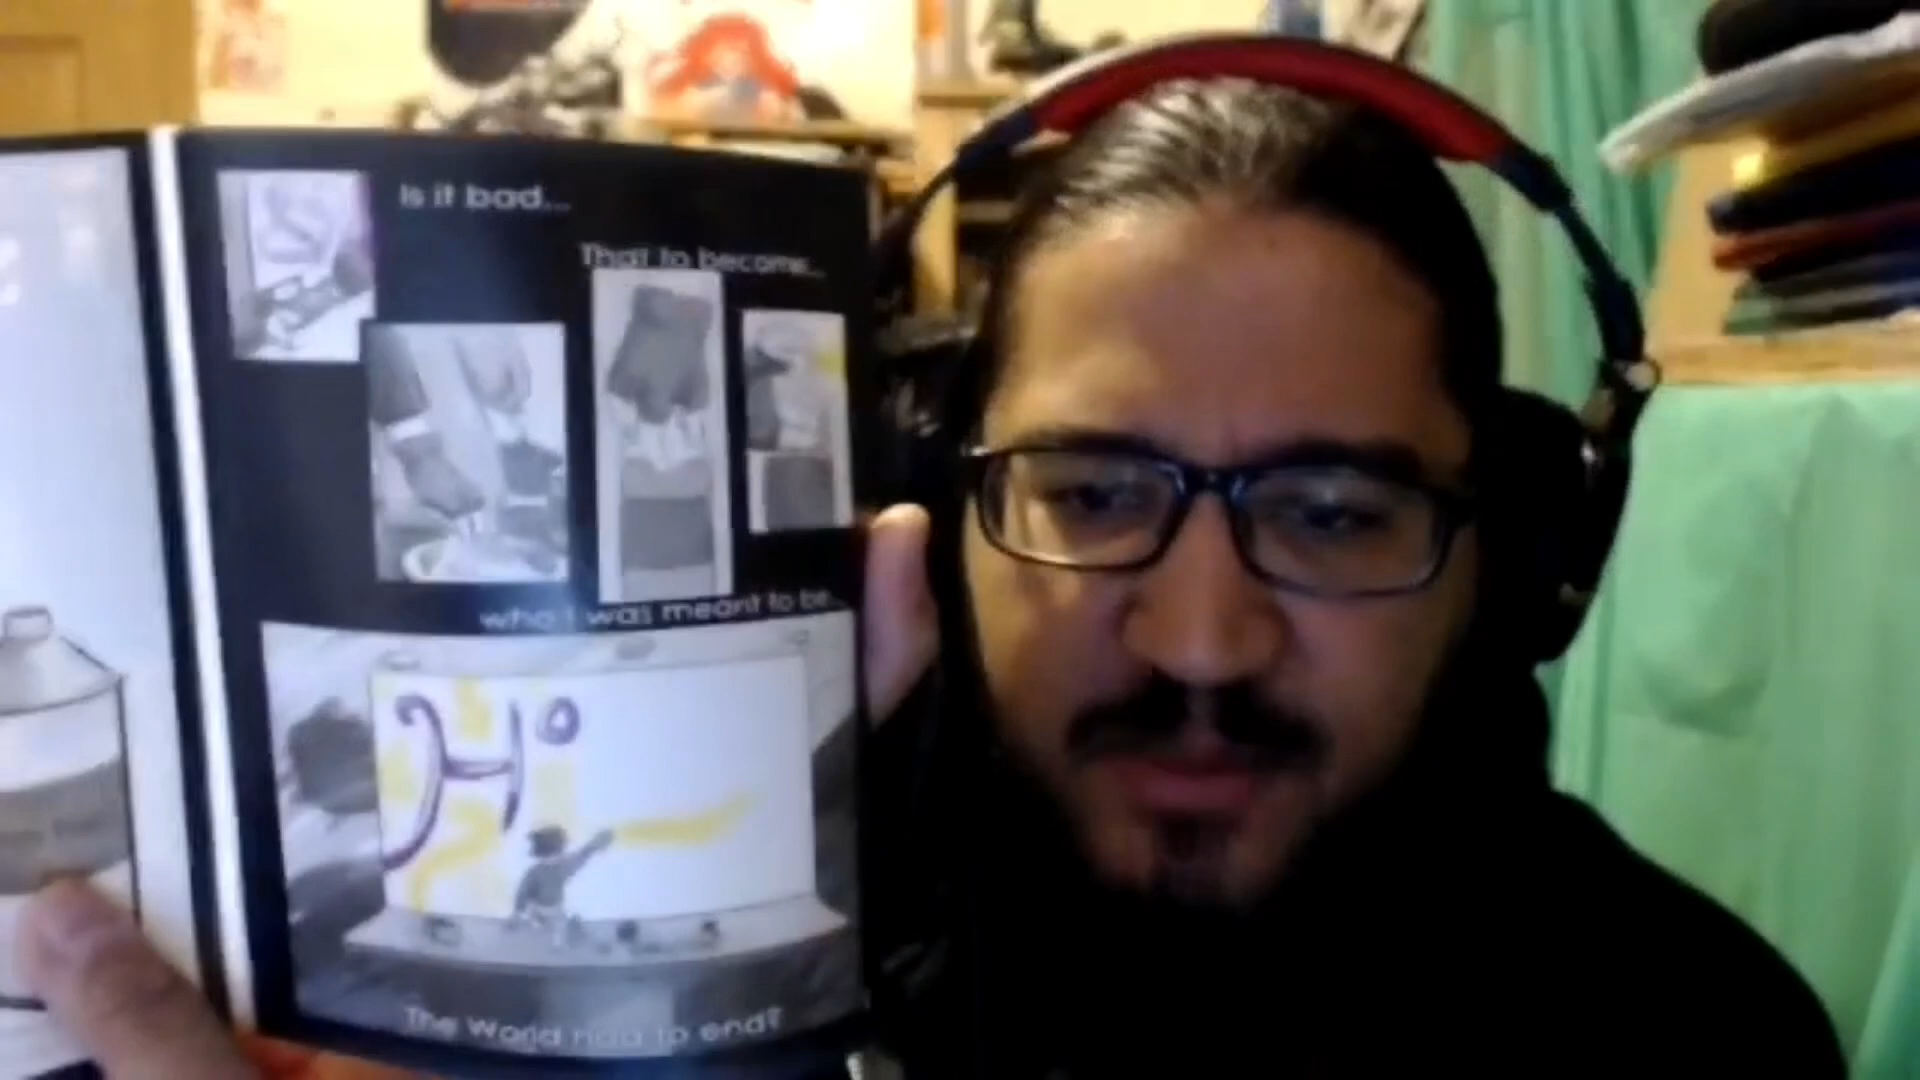 Is it bad...
That to become...
who I was meant to be...
The World had to end?